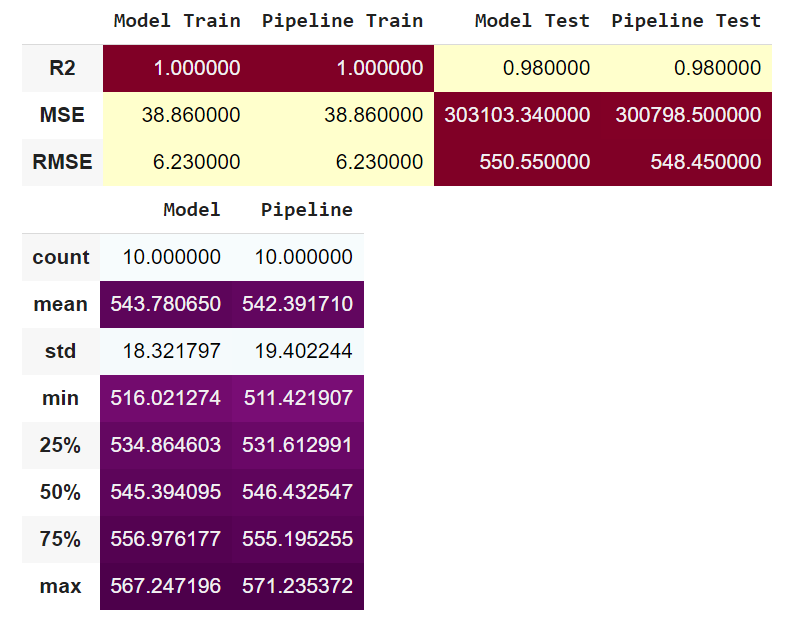 Model Train Pipeline Train Model Test Pipeline Test
R2 1.000000 1.000000 0.980000 0.980000
MSE 38.860000 38.860000 303103.340000 300798.500000
RMSE 6.230000 6.230000 550.550000 548.450000
Model Pipeline
count 10.000000 10.000000
mean 543.780650 542.391710
std 18.321797 19.402244
min 516.021274 511.421907
25% 534.864603 531.612991
50% 545.394095 546.432547
75% 556.976177 555.195255
max 567.247196 571.235372